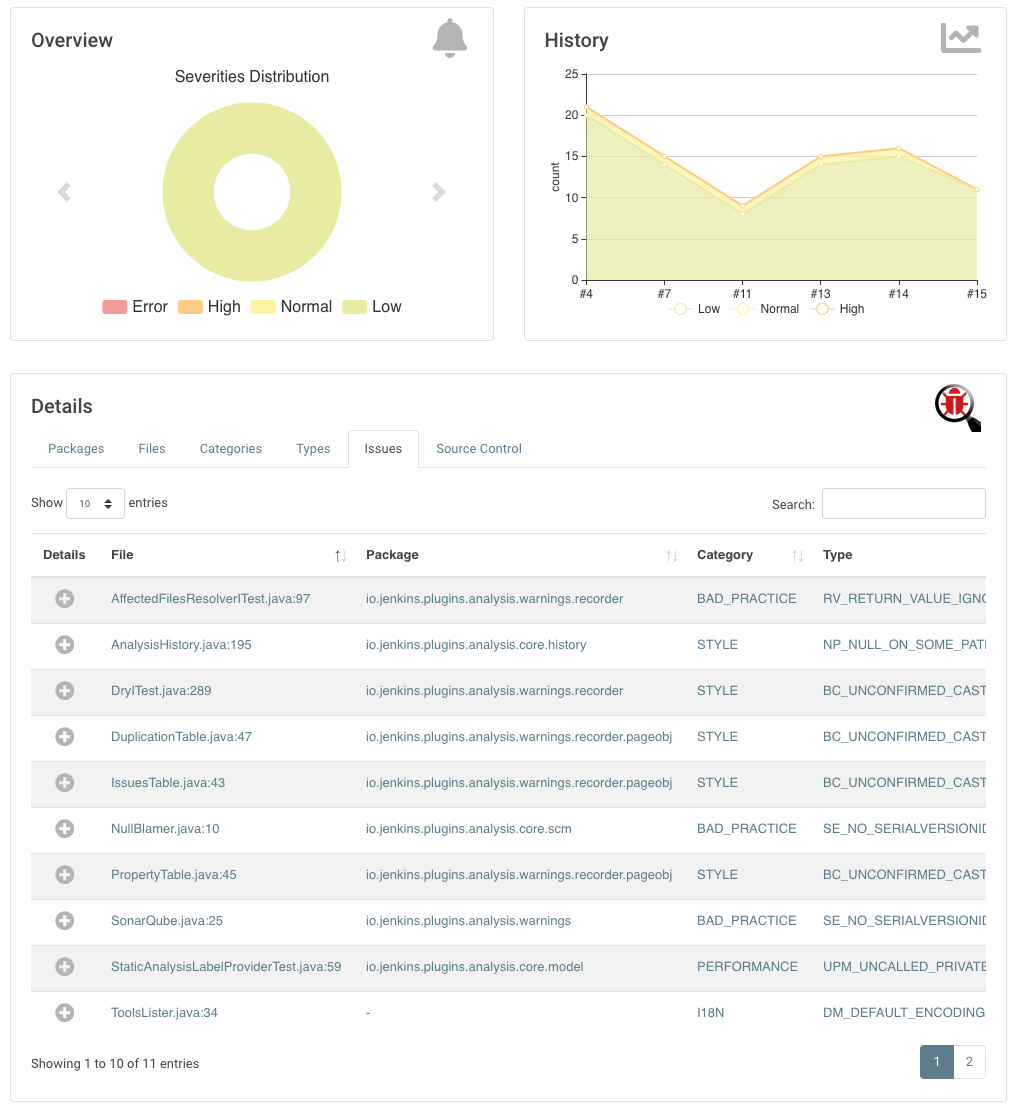 Overview
Severities Distribution
Error High Normal Low
History
25
20
15
10
5
0
count
#4 #7 #11 #13 #14 #15
Low Normal High
Details
Packages Files Categories Types Issues Source Control
Show 10 entries Search:
Details File Package Category Type
AffectedFilesResolverITest.java:97 io.jenkins.plugins.analysis.warnings.recorder BAD_PRACTICE RV_RETURN_VALUE_IGNO
AnalysisHistory.java:195 io.jenkins.plugins.analysis.core.history STYLE NP_NULL_ON_SOME_PATI
DryITest.java:289 io.jenkins.plugins.analysis.warnings.recorder STYLE BC_UNCONFIRMED_CAST
DuplicationTable.java:47 io.jenkins.plugins.analysis.warnings.recorder.pageobj STYLE BC_UNCONFIRMED_CAST
IssuesTable.java:43 io.jenkins.plugins.analysis.warnings.recorder.pageobj STYLE BC_UNCONFIRMED_CAST
NullBlamer.java:10 io.jenkins.plugins.analysis.core.scm BAD_PRACTICE SE_NO_SERIALVERSIONID
PropertyTable.java:45 io.jenkins.plugins.analysis.warnings.recorder.pageobj STYLE BC_UNCONFIRMED_CAST
SonarQube.java:25 io.jenkins.plugins.analysis.warnings BAD_PRACTICE SE_NO_SERIALVERSIONID
StaticAnalysisLabelProviderTest.java:59 io.jenkins.plugins.analysis.core.model PERFORMANCE UPM_UNCALLED_PRIVATE
ToolsLister.java:34 - I18N DM_DEFAULT_ENCODING
Showing 1 to 10 of 11 entries 1 2